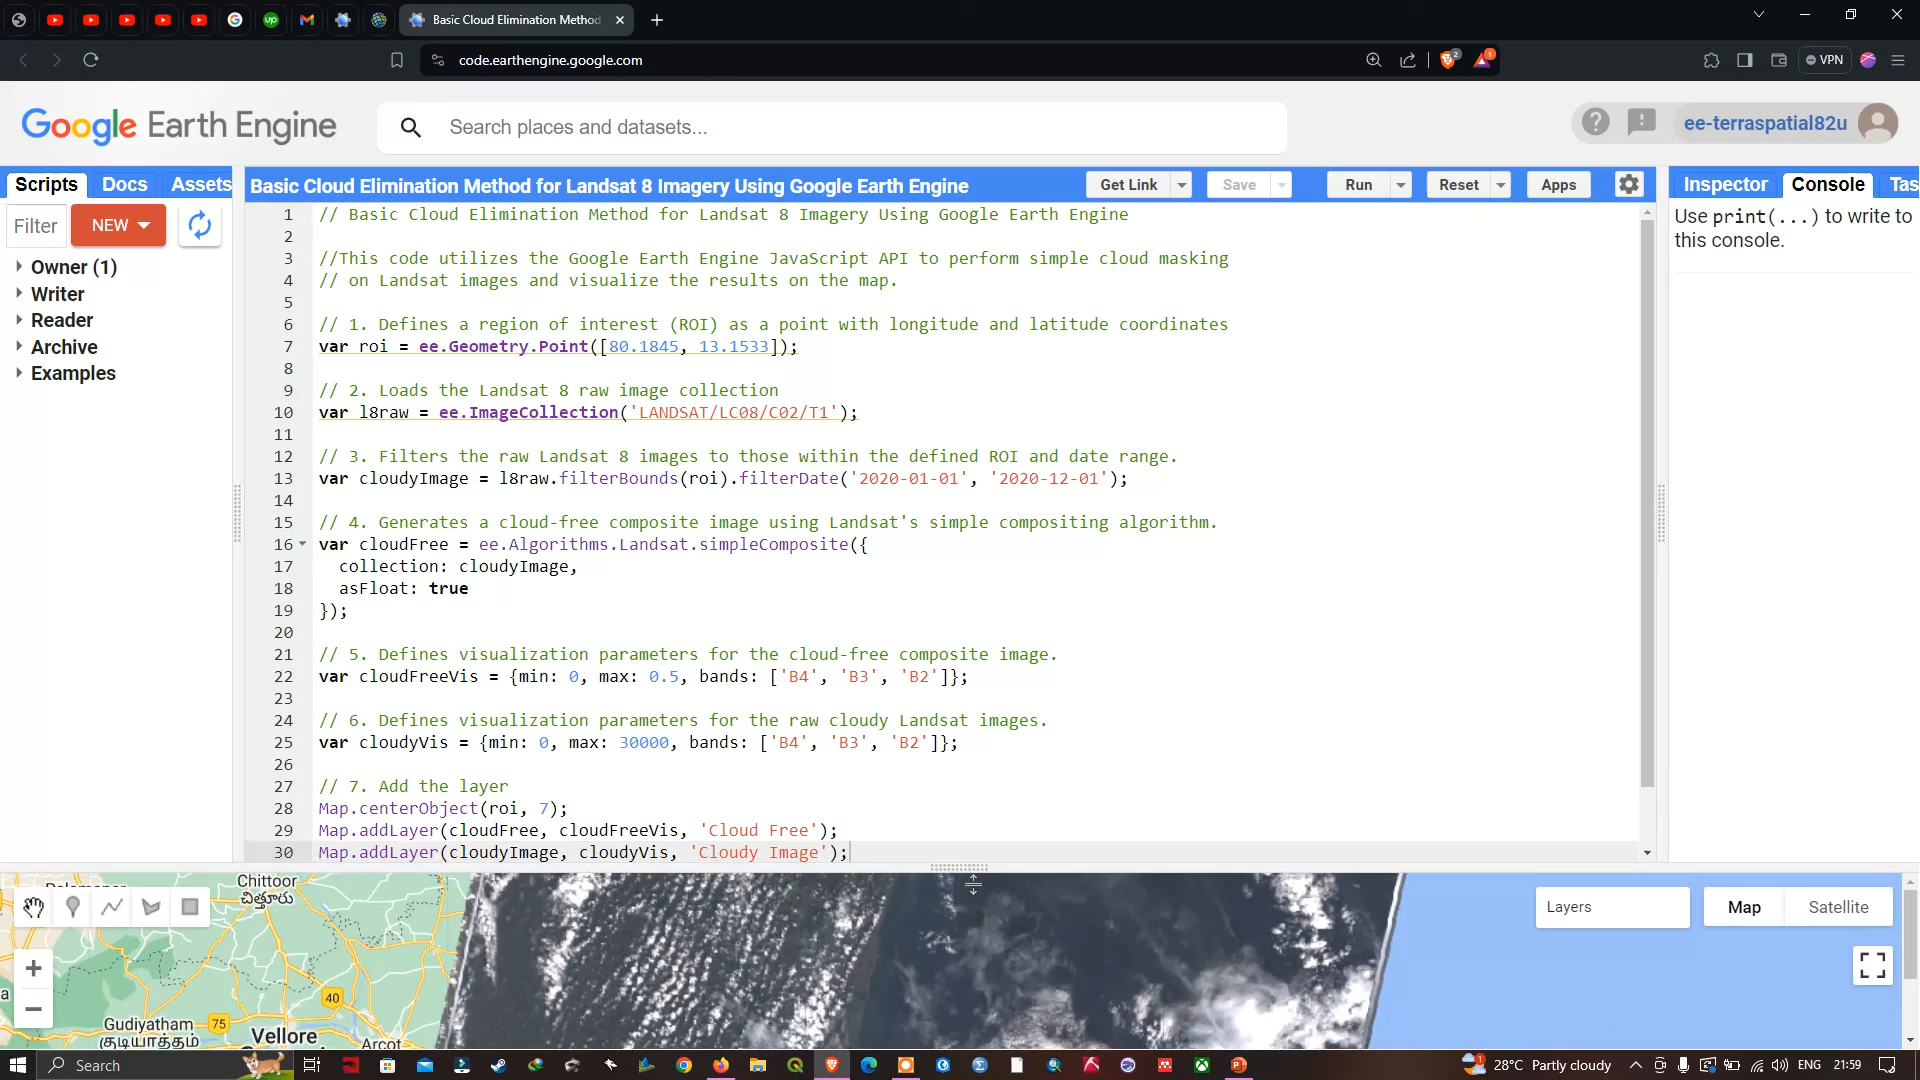 Basic Cloud Elimination Method
code.earthengine.google.com
2
1
VPN
Google Earth Engine
Search places and datasets...
ee-terraspatial82u
Scripts Docs Assets
Basic Cloud Elimination Method for Landsat 8 Imagery Using Google Earth Engine
Get Link Save Run Reset Apps
Inspector Console Tas
Filter NEW
Owner (1)
Writer
Reader
Archive
Examples
1 // Basic Cloud Elimination Method for Landsat 8 Imagery Using Google Earth Engine
2
3 //This code utilizes the Google Earth Engine JavaScript API to perform simple cloud masking
4 // on Landsat images and visualize the results on the map.
5
6 // 1. Defines a region of interest (ROI) as a point with longitude and latitude coordinates
7 var roi = ee.Geometry.Point([80.1845, 13.1533]);
8
9 // 2. Loads the Landsat 8 raw image collection
10 var l8raw = ee.ImageCollection('LANDSAT/LC08/C02/T1');
11
12 // 3. Filters the raw Landsat 8 images to those within the defined ROI and date range.
13 var cloudyImage = l8raw.filterBounds(roi).filterDate('2020-01-01', '2020-12-01');
14
15 // 4. Generates a cloud-free composite image using Landsat's simple compositing algorithm.
16 var cloudFree = ee.Algorithms.Landsat.simpleComposite({
17 collection: cloudyImage,
18 asFloat: true
19 });
20
21 // 5. Defines visualization parameters for the cloud-free composite image.
22 var cloudFreeVis = {min: 0, max: 0.5, bands: ['B4', 'B3', 'B2']};
23
24 // 6. Defines visualization parameters for the raw cloudy Landsat images.
25 var cloudyVis = {min: 0, max: 30000, bands: ['B4', 'B3', 'B2']};
26
27 // 7. Add the layer
28 Map.centerObject(roi, 7);
29 Map.addLayer(cloudFree, cloudFreeVis, 'Cloud Free');
30 Map.addLayer(cloudyImage, cloudyVis, 'Cloudy Image');
Use print(...) to write to
this console.
Chittoor
చిత్తూరు
Layers
Map Satellite
40
75
Gudiyatham
குடியாத்தம்
Vellore
Arcot
Search
28°C Partly cloudy
ENG 21:59